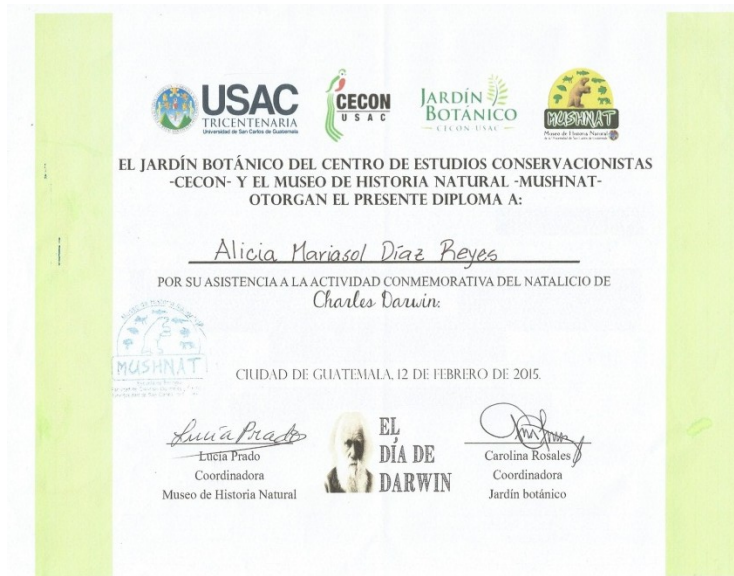 USAC
TRICENTENARIA
Universidad de San Carlos de Guatemala
CECON
USAC
JARDÍN
BOTÁNICO
CECON-USAC
MUSHNAT
Museo de Historia Natural
EL JARDÍN BOTÁNICO DEL CENTRO DE ESTUDIOS CONSERVACIONISTAS
-CECON- Y EL MUSEO DE HISTORIA NATURAL -MUSHNAT-
OTORGAN EL PRESENTE DIPLOMA A:
Alicia Mariasol Díaz Reyes
POR SU ASISTENCIA A LA ACTIVIDAD CONMEMORATIVA DEL NATALICIO DE
Charles Darwin.
MUSHNAT
CIUDAD DE GUATEMALA, 12 DE FEBRERO DE 2015.
Lucía Prado
Lucía Prado
Coordinadora
Museo de Historia Natural
EL
DÍA DE
DARWIN
Carolina Rosales
Coordinadora
Jardín botánico